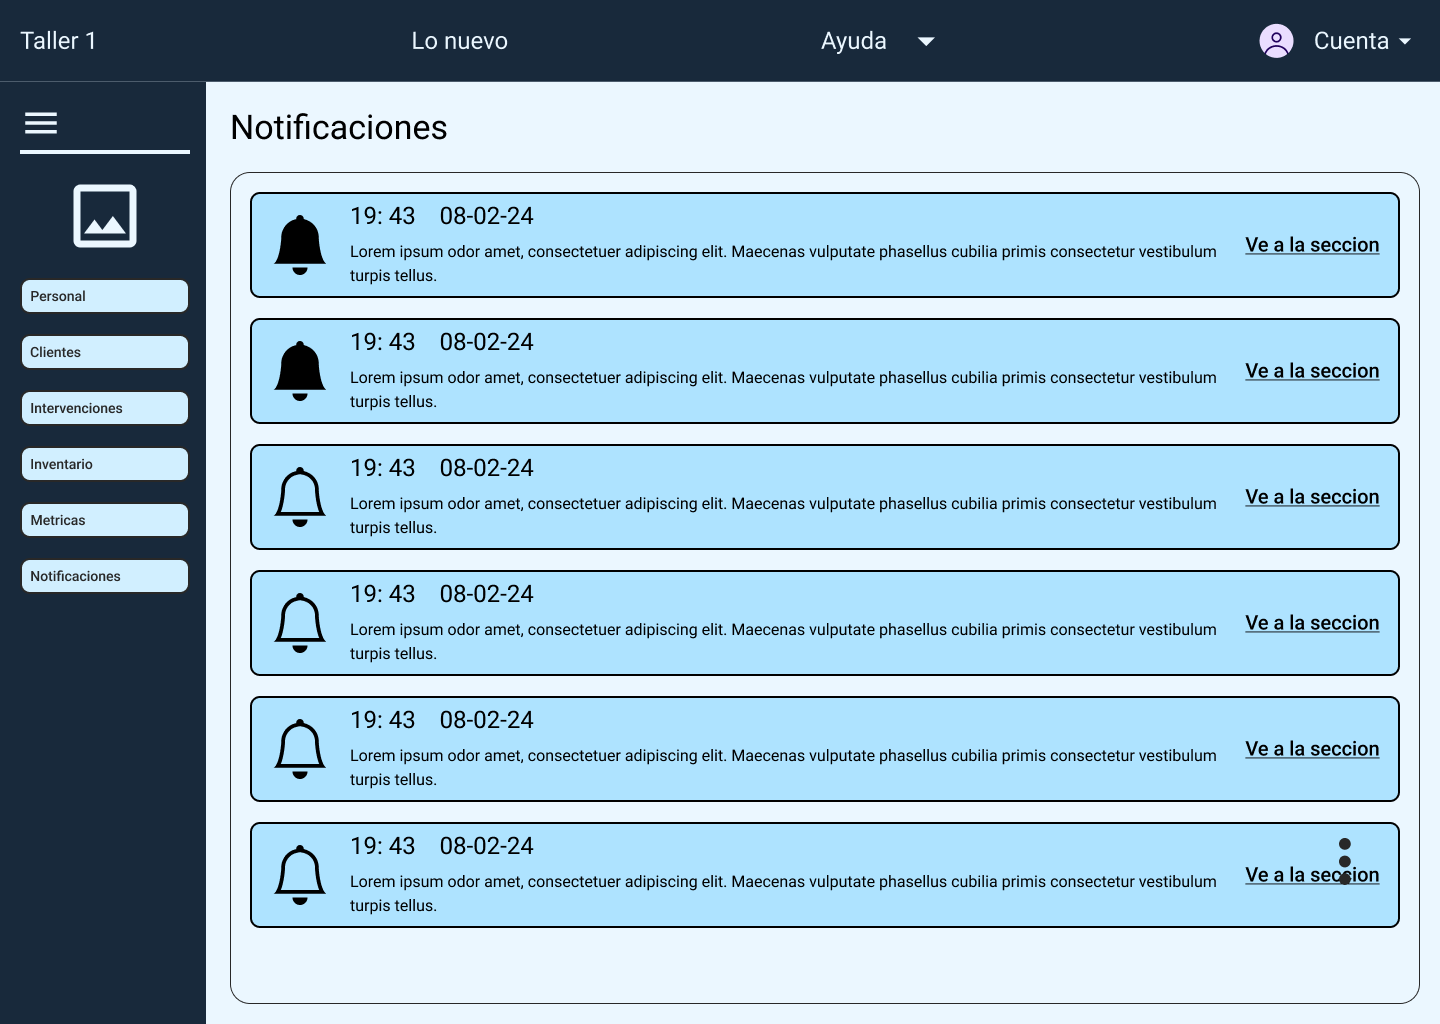 Taller 1
Lo nuevo
Ayuda
Cuenta
Personal
Clientes
Intervenciones
Inventario
Metricas
Notificaciones
Notificaciones
19: 43 08-02-24
Lorem ipsum odor amet, consectetuer adipiscing elit. Maecenas vulputate phasellus cubilia primis consectetur vestibulum
turpis tellus.
Ve a la seccion
19: 43 08-02-24
Lorem ipsum odor amet, consectetuer adipiscing elit. Maecenas vulputate phasellus cubilia primis consectetur vestibulum
turpis tellus.
Ve a la seccion
19: 43 08-02-24
Lorem ipsum odor amet, consectetuer adipiscing elit. Maecenas vulputate phasellus cubilia primis consectetur vestibulum
turpis tellus.
Ve a la seccion
19: 43 08-02-24
Lorem ipsum odor amet, consectetuer adipiscing elit. Maecenas vulputate phasellus cubilia primis consectetur vestibulum
turpis tellus.
Ve a la seccion
19: 43 08-02-24
Lorem ipsum odor amet, consectetuer adipiscing elit. Maecenas vulputate phasellus cubilia primis consectetur vestibulum
turpis tellus.
Ve a la seccion
19: 43 08-02-24
Lorem ipsum odor amet, consectetuer adipiscing elit. Maecenas vulputate phasellus cubilia primis consectetur vestibulum
turpis tellus.
Ve a la seccion